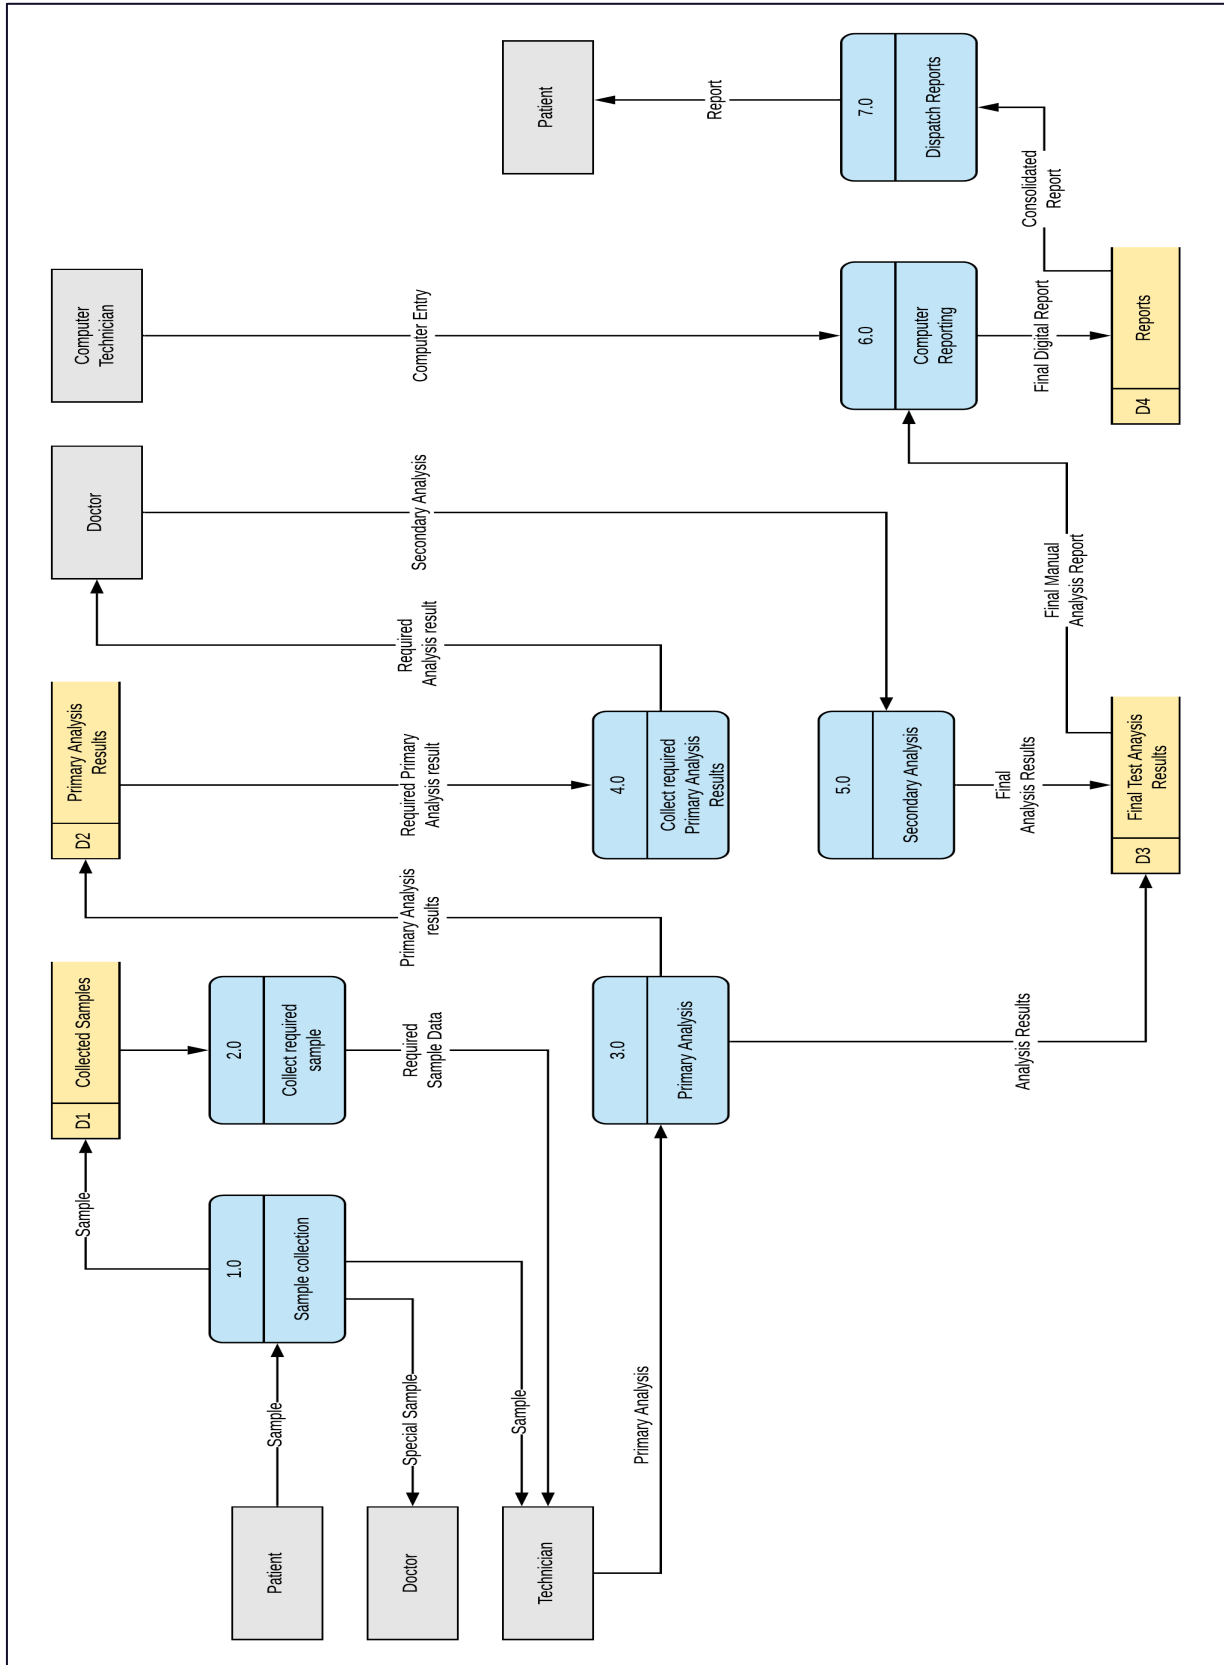 Sample
D1
Collected Samples
D2
Primary Analysis
Results
Doctor
Computer
Technician
Patient
Sample
1.0
Sample collection
2.0
Collect required
sample
Doctor
Special Sample
Required
Sample Data
Primary Analysis
results
Required Primary
Analysis result
Required
Analysis result
Secondary Analysis
Computer Entry
Technician
Sample
Patient
Primary Analysis
3.0
Primary Analysis
4.0
Collect required
Primary Analysis
Results
Report
5.0
Secondary Analysis
6.0
Computer
Reporting
7.0
Dispatch Reports
Analysis Results
Final
Analysis Results
Final Manual
Analysis Report
Final Digital Report
Consolidated
Report
D3
Final Test Anaysis
Results
D4
Reports